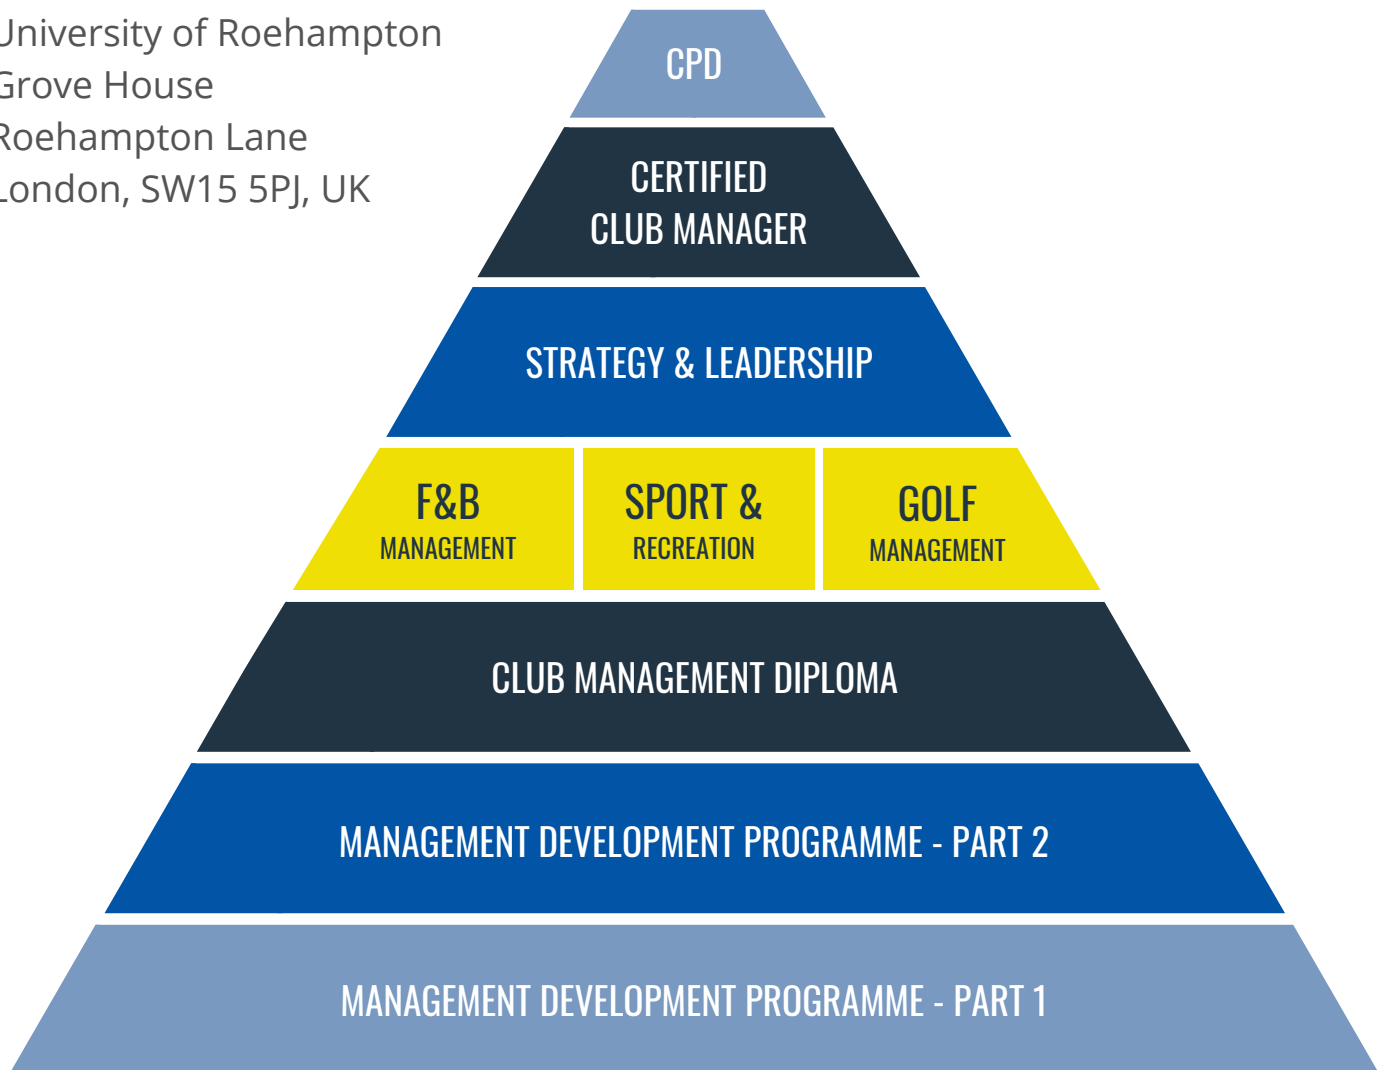 University of Roehampton
Grove House
Roehampton Lane
London, SW15 5PJ, UK
CPD
CERTIFIED
CLUB MANAGER
STRATEGY & LEADERSHIP
F&B
MANAGEMENT
SPORT &
RECREATION
GOLF
MANAGEMENT
CLUB MANAGEMENT DIPLOMA
MANAGEMENT DEVELOPMENT PROGRAMME - PART 2
MANAGEMENT DEVELOPMENT PROGRAMME - PART 1